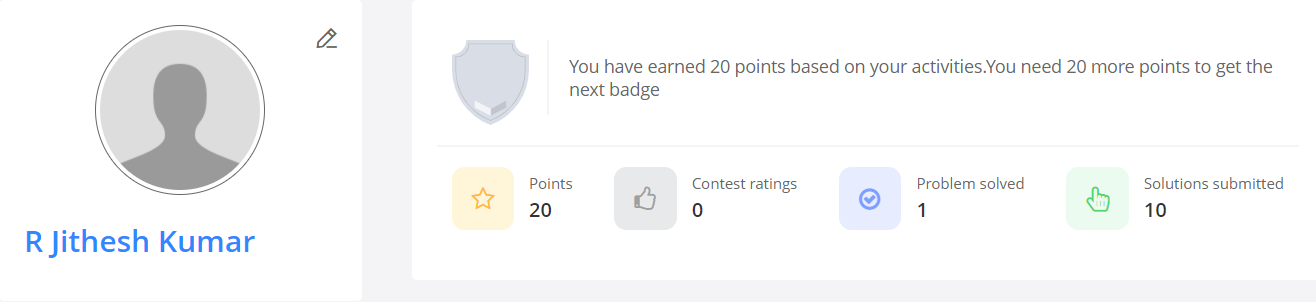 R Jithesh Kumar
You have earned 20 points based on your activities.You need 20 more points to get the
next badge
Points
20
Contest ratings
0
Problem solved
1
Solutions submitted
10